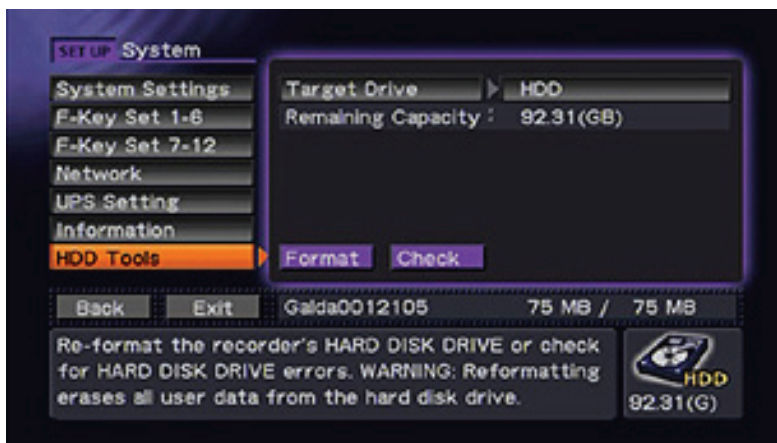 SET UP System
System Settings
F-Key Set 1-6
F-Key Set 7-12
Network
UPS Setting
Information
HDD Tools
Target Drive HDD
Remaining Capacity : 92.31(GB)
Format Check
Back Exit Galda0012105 75 MB / 75 MB
Re-format the recorder's HARD DISK DRIVE or check
for HARD DISK DRIVE errors. WARNING: Reformatting
erases all user data from the hard disk drive.
HDD
92.31(G)